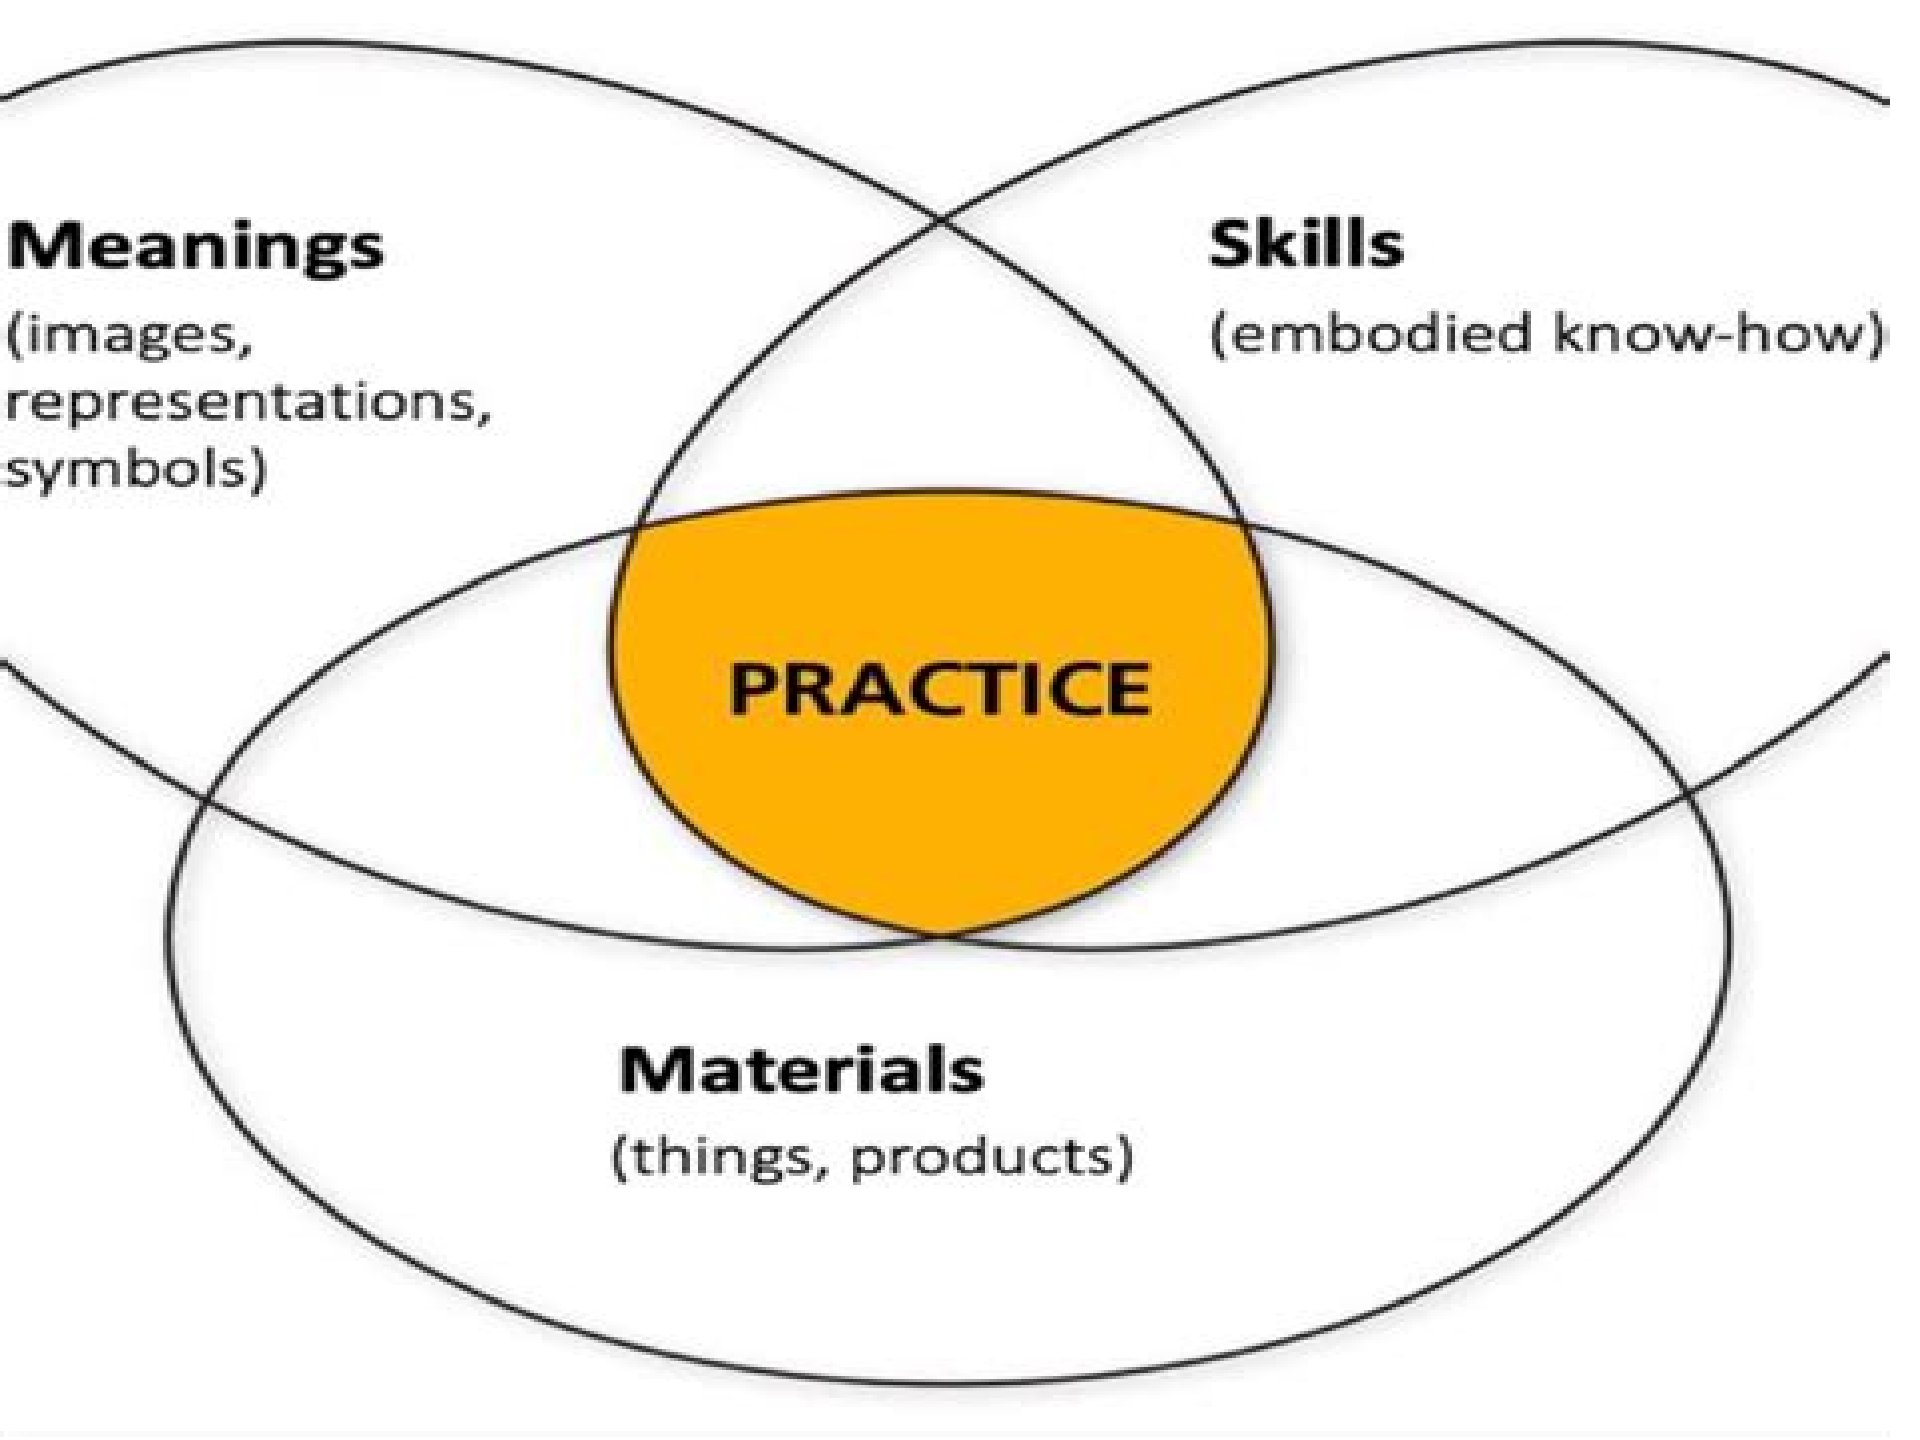 Meanings
(images,
representations,
symbols)
Skills
(embodied know-how)
PRACTICE
Materials
(things, products)